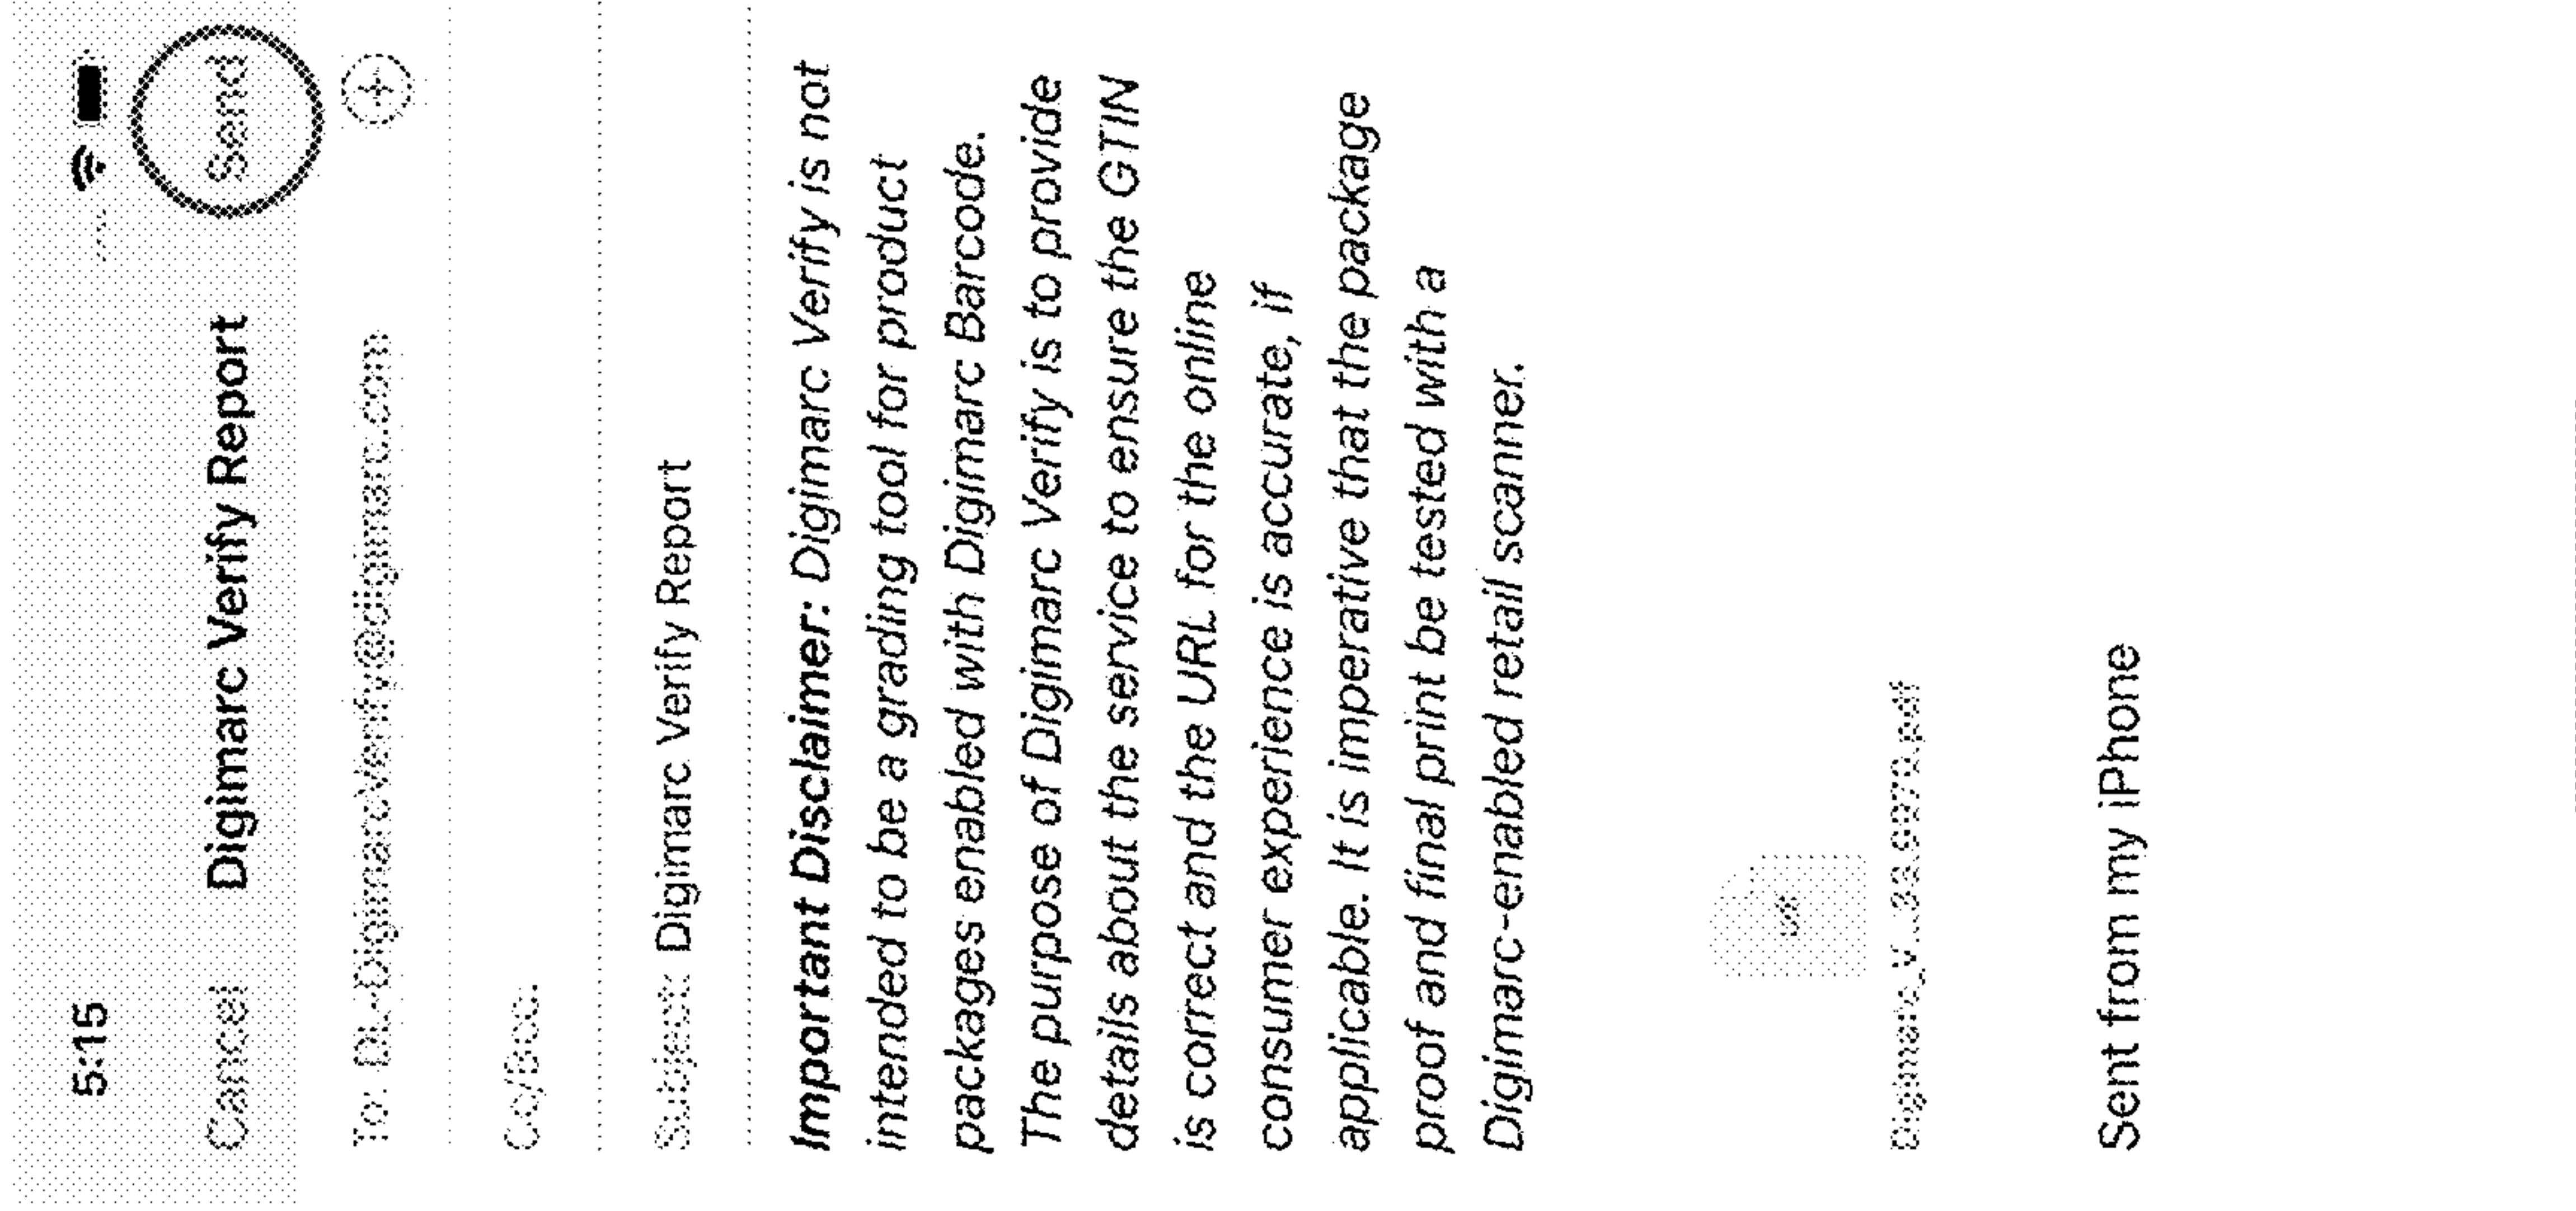 5:15
Cancel Digimarc Verify Report Send
To: DL-DigimarcVerify@digimarc.com
Cc/Bcc:
Subject: Digimarc Verify Report
Important Disclaimer: Digimarc Verify is not
intended to be a grading tool for product
packages enabled with Digimarc Barcode.
The purpose of Digimarc Verify is to provide
details about the service to ensure the GTIN
is correct and the URL for the online
consumer experience is accurate, if
applicable. It is imperative that the package
proof and final print be tested with a
Digimarc-enabled retail scanner.
Sent from my iPhone